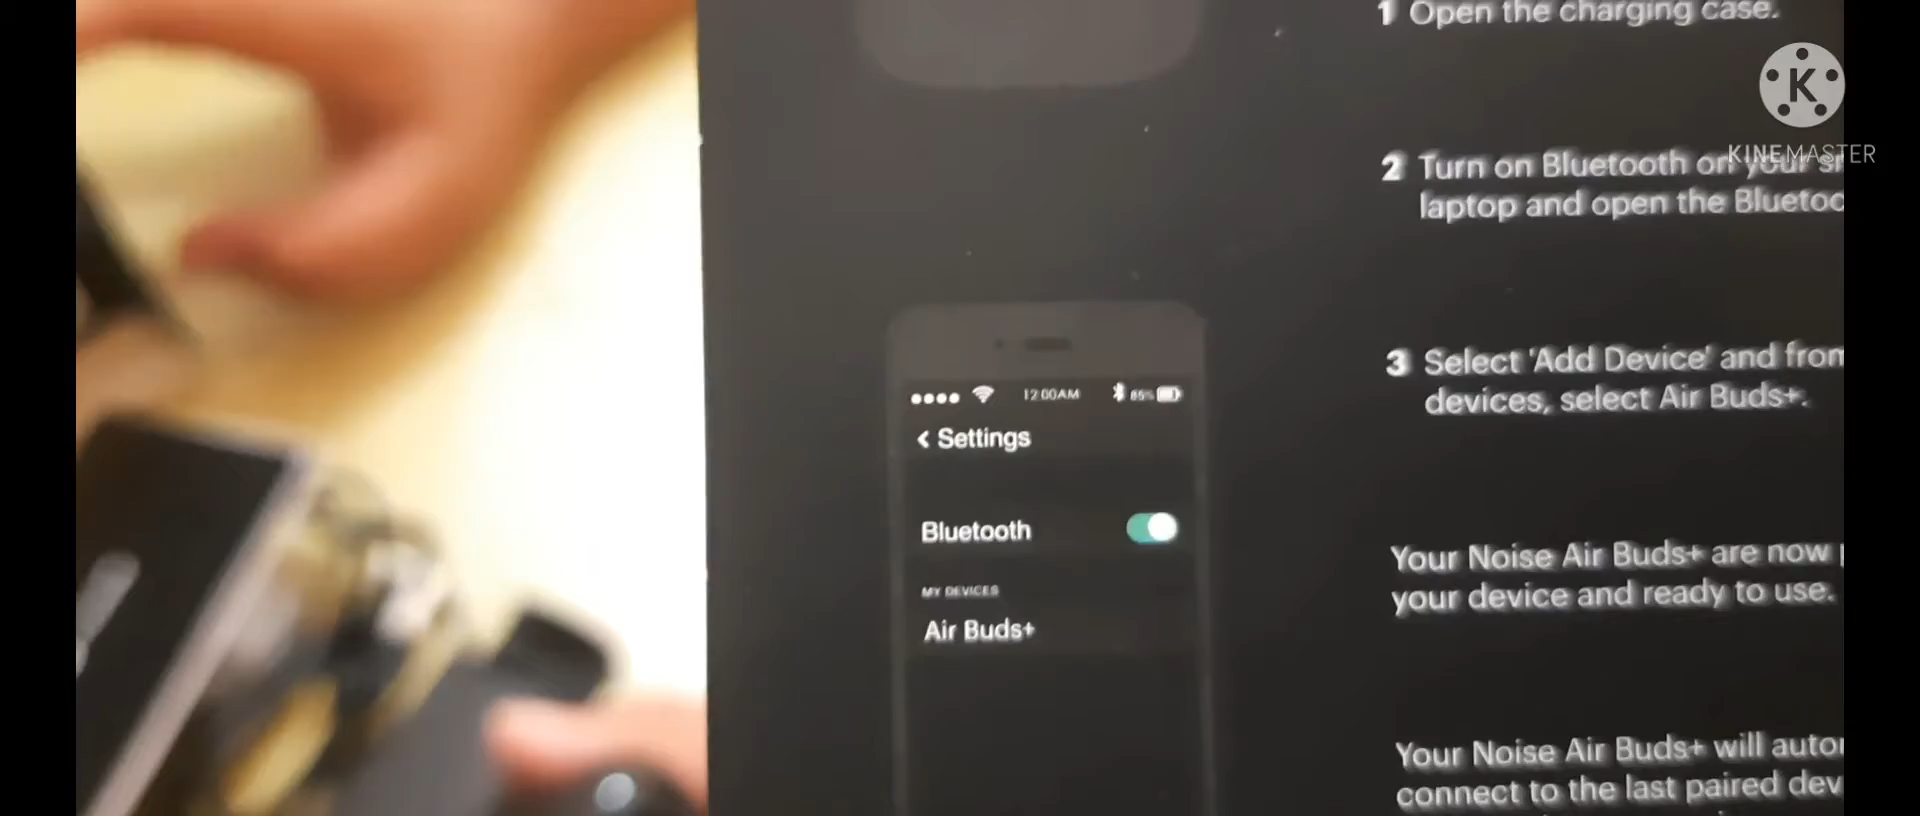 1 Open the charging case.
K
KINEMASTER
2 Turn on Bluetooth on your
laptop and open the
3 Select 'Add Device' and
devices, select Air Buds+.
12:00AM 85%
< Settings
Bluetooth
MY DEVICES
Air Buds+
Your Noise Air Buds+ are now
your device and ready to use.
Your Noise Air Buds+ will
connect to the last paired